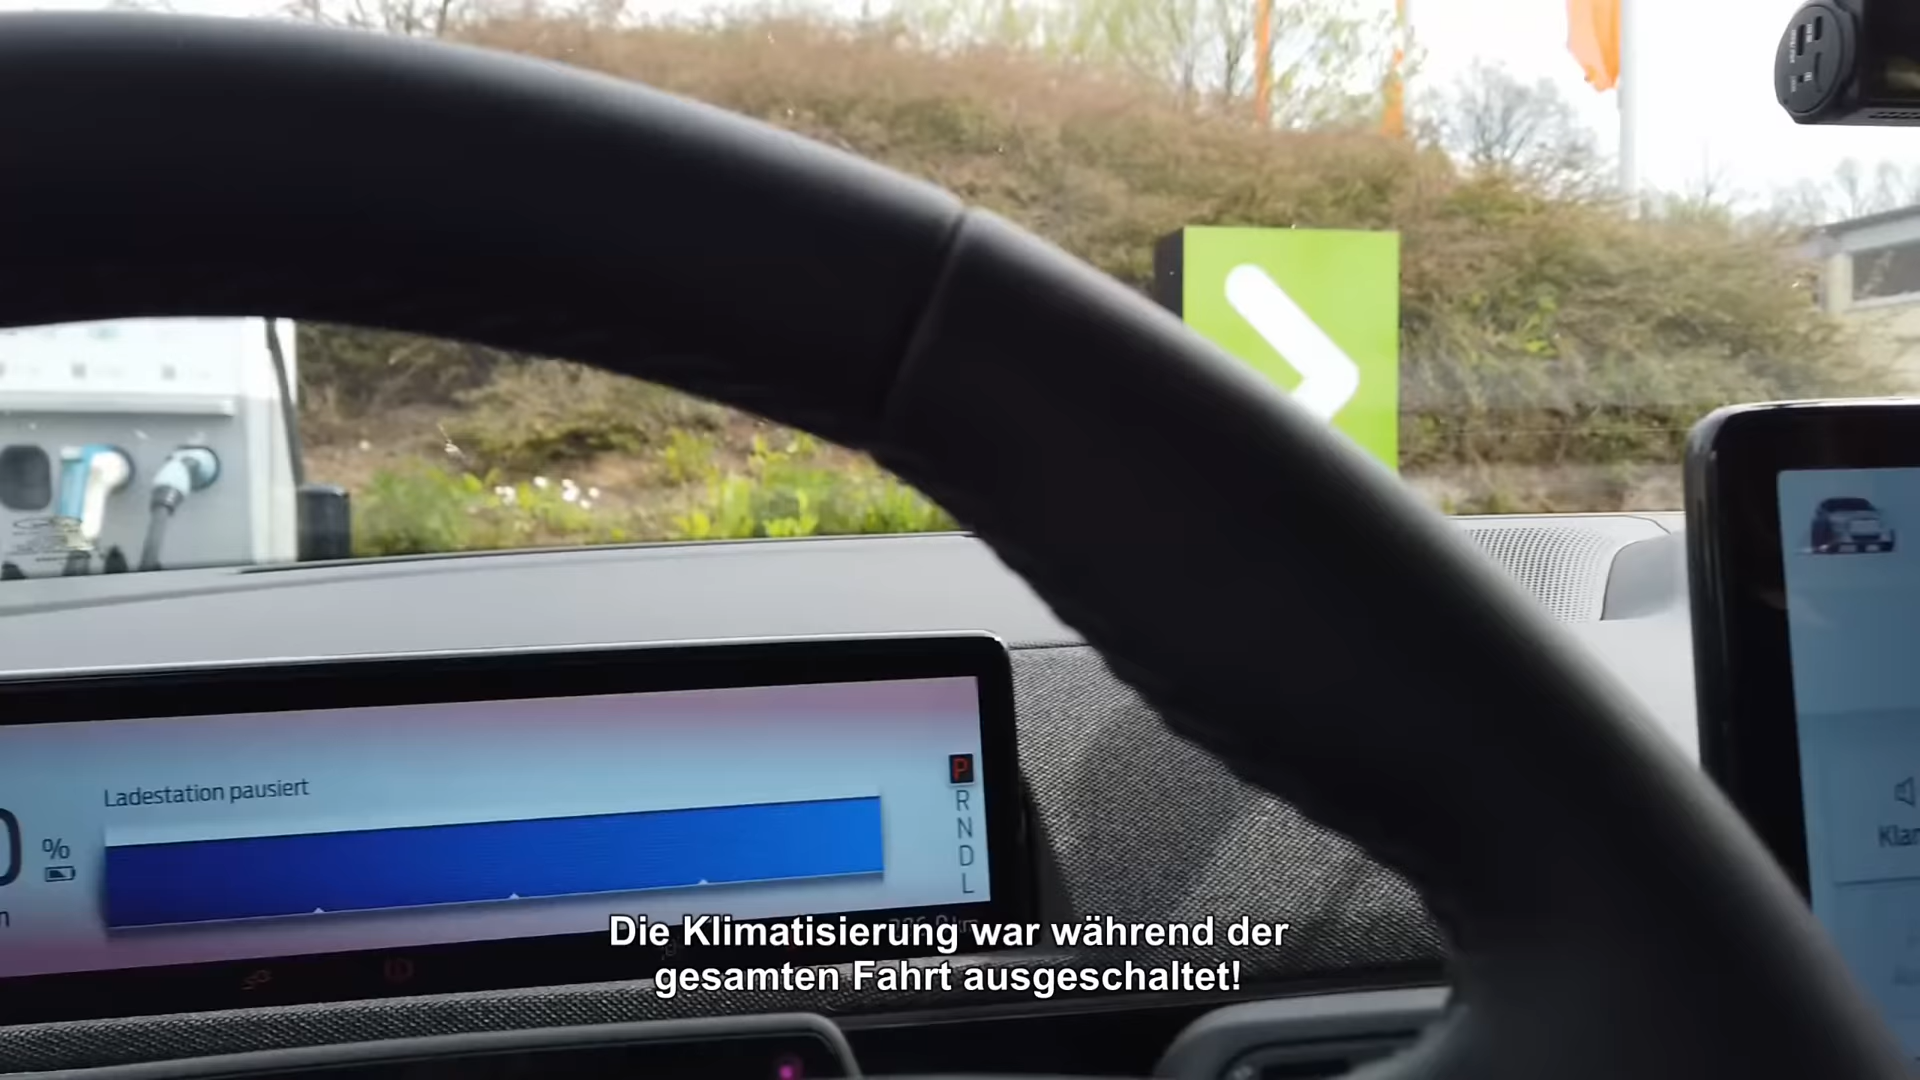 Ladestation pausiert
%
P
R
N
D
L
Die Klimatisierung war während der
gesamten Fahrt ausgeschaltet!